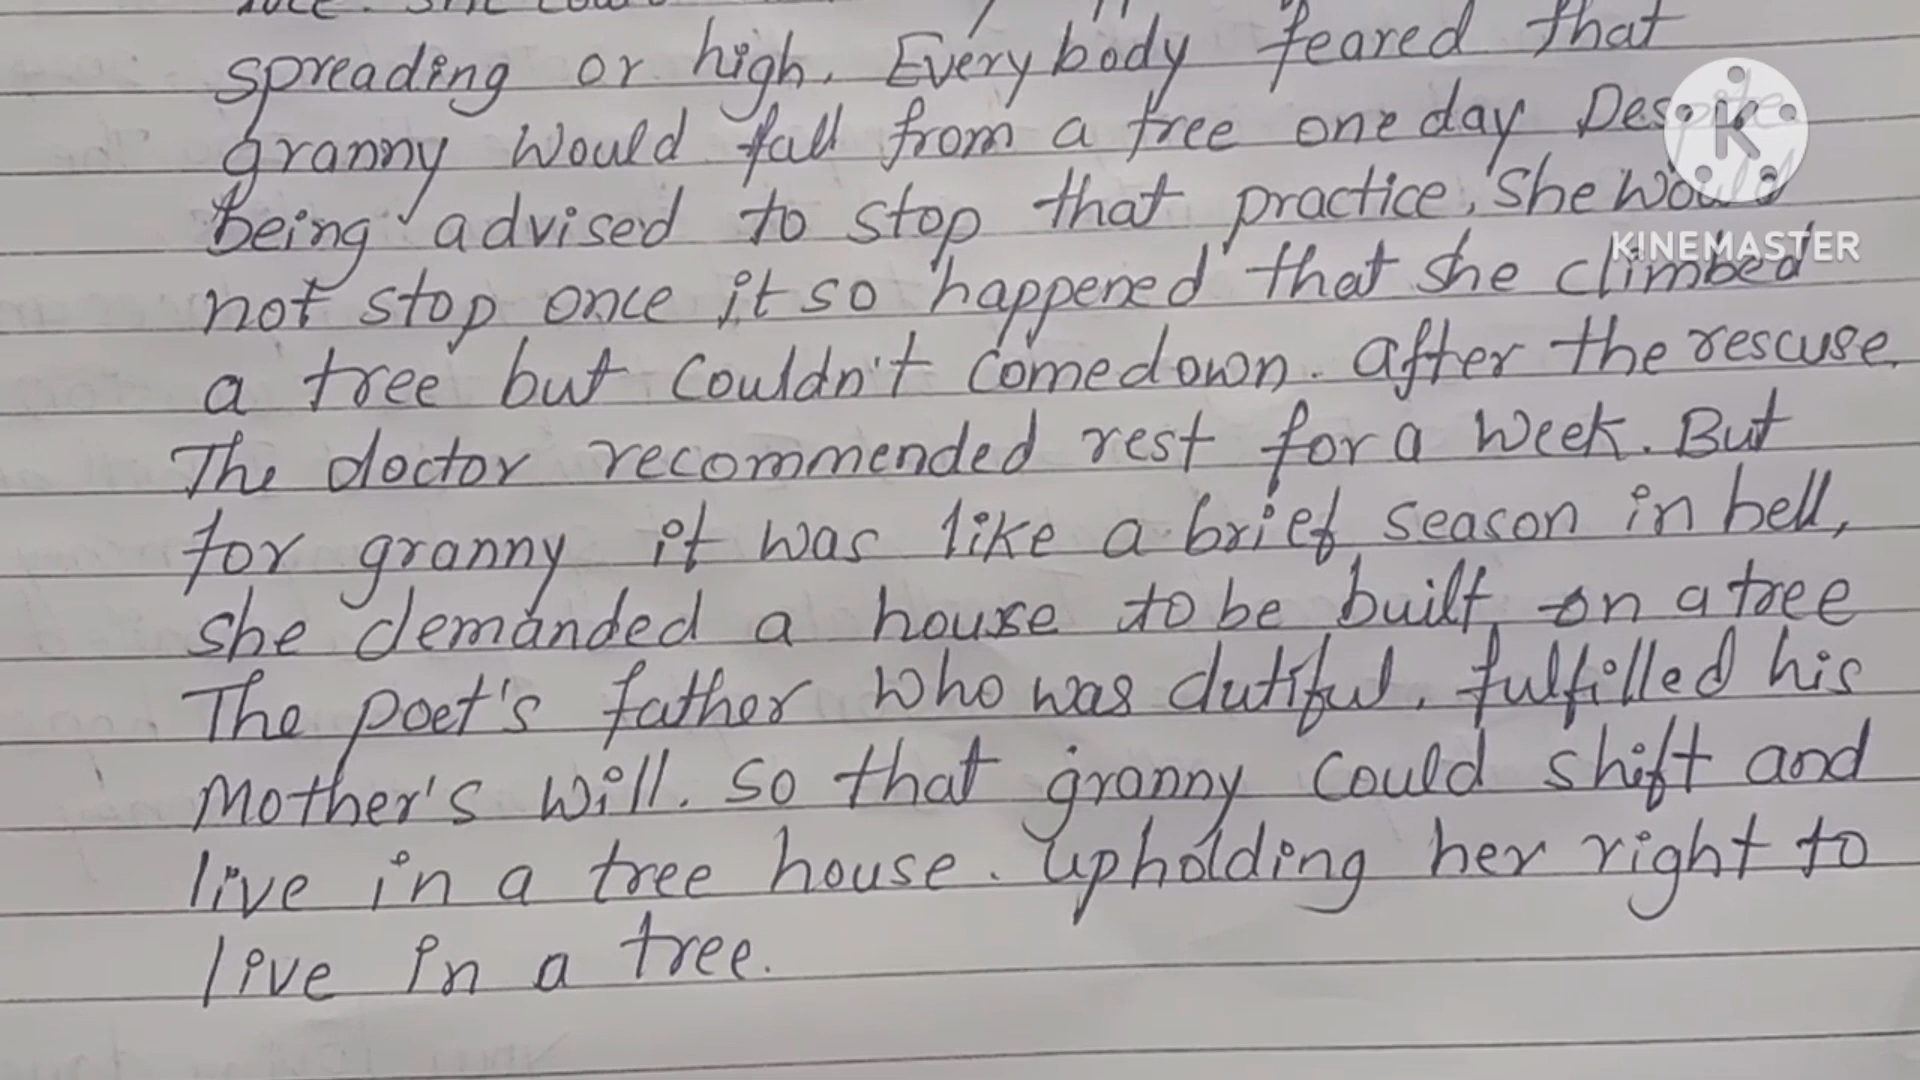 spreading or high. Everybody feared that
granny would fall from a tree one day Despite
being advised to stop that practice, she would
KINEMASTER
not stop once it so happened that she climbed
a tree but couldn't come down. after the rescuse.
The doctor recommended rest for a week. But
for granny it was like a brief season in hell,
she demanded a house to be built on a tree
The poet's father who was dutiful, fulfilled his
Mother's will. so that granny could shift and
live in a tree house. upholding her right to
live in a tree.